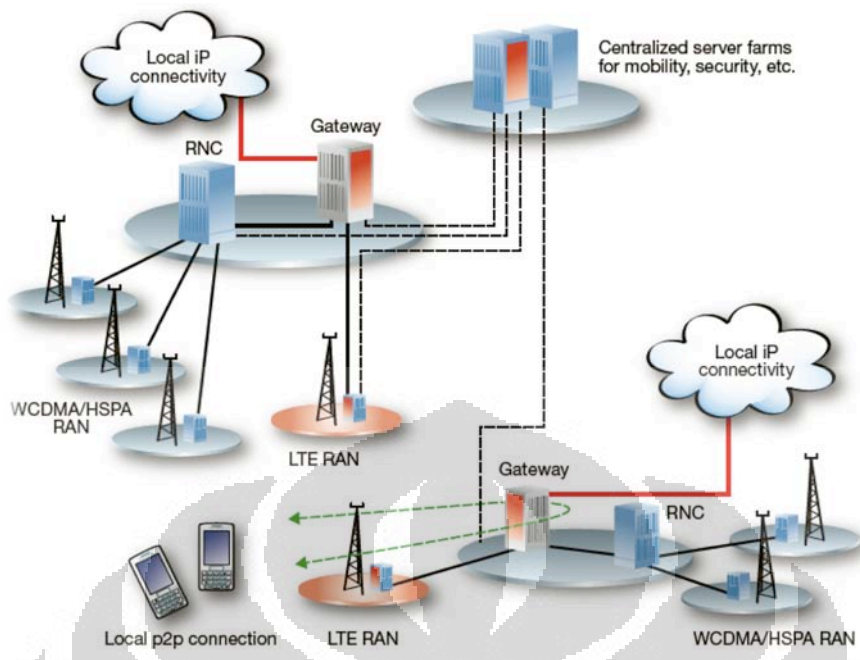 Local iP
connectivity
Centralized server farms
for mobility, security, etc.
Gateway
RNC
WCDMA/HSPA
RAN
LTE RAN
Local iP
connectivity
Gateway
RNC
Local p2p connection
LTE RAN
WCDMA/HSPA RAN